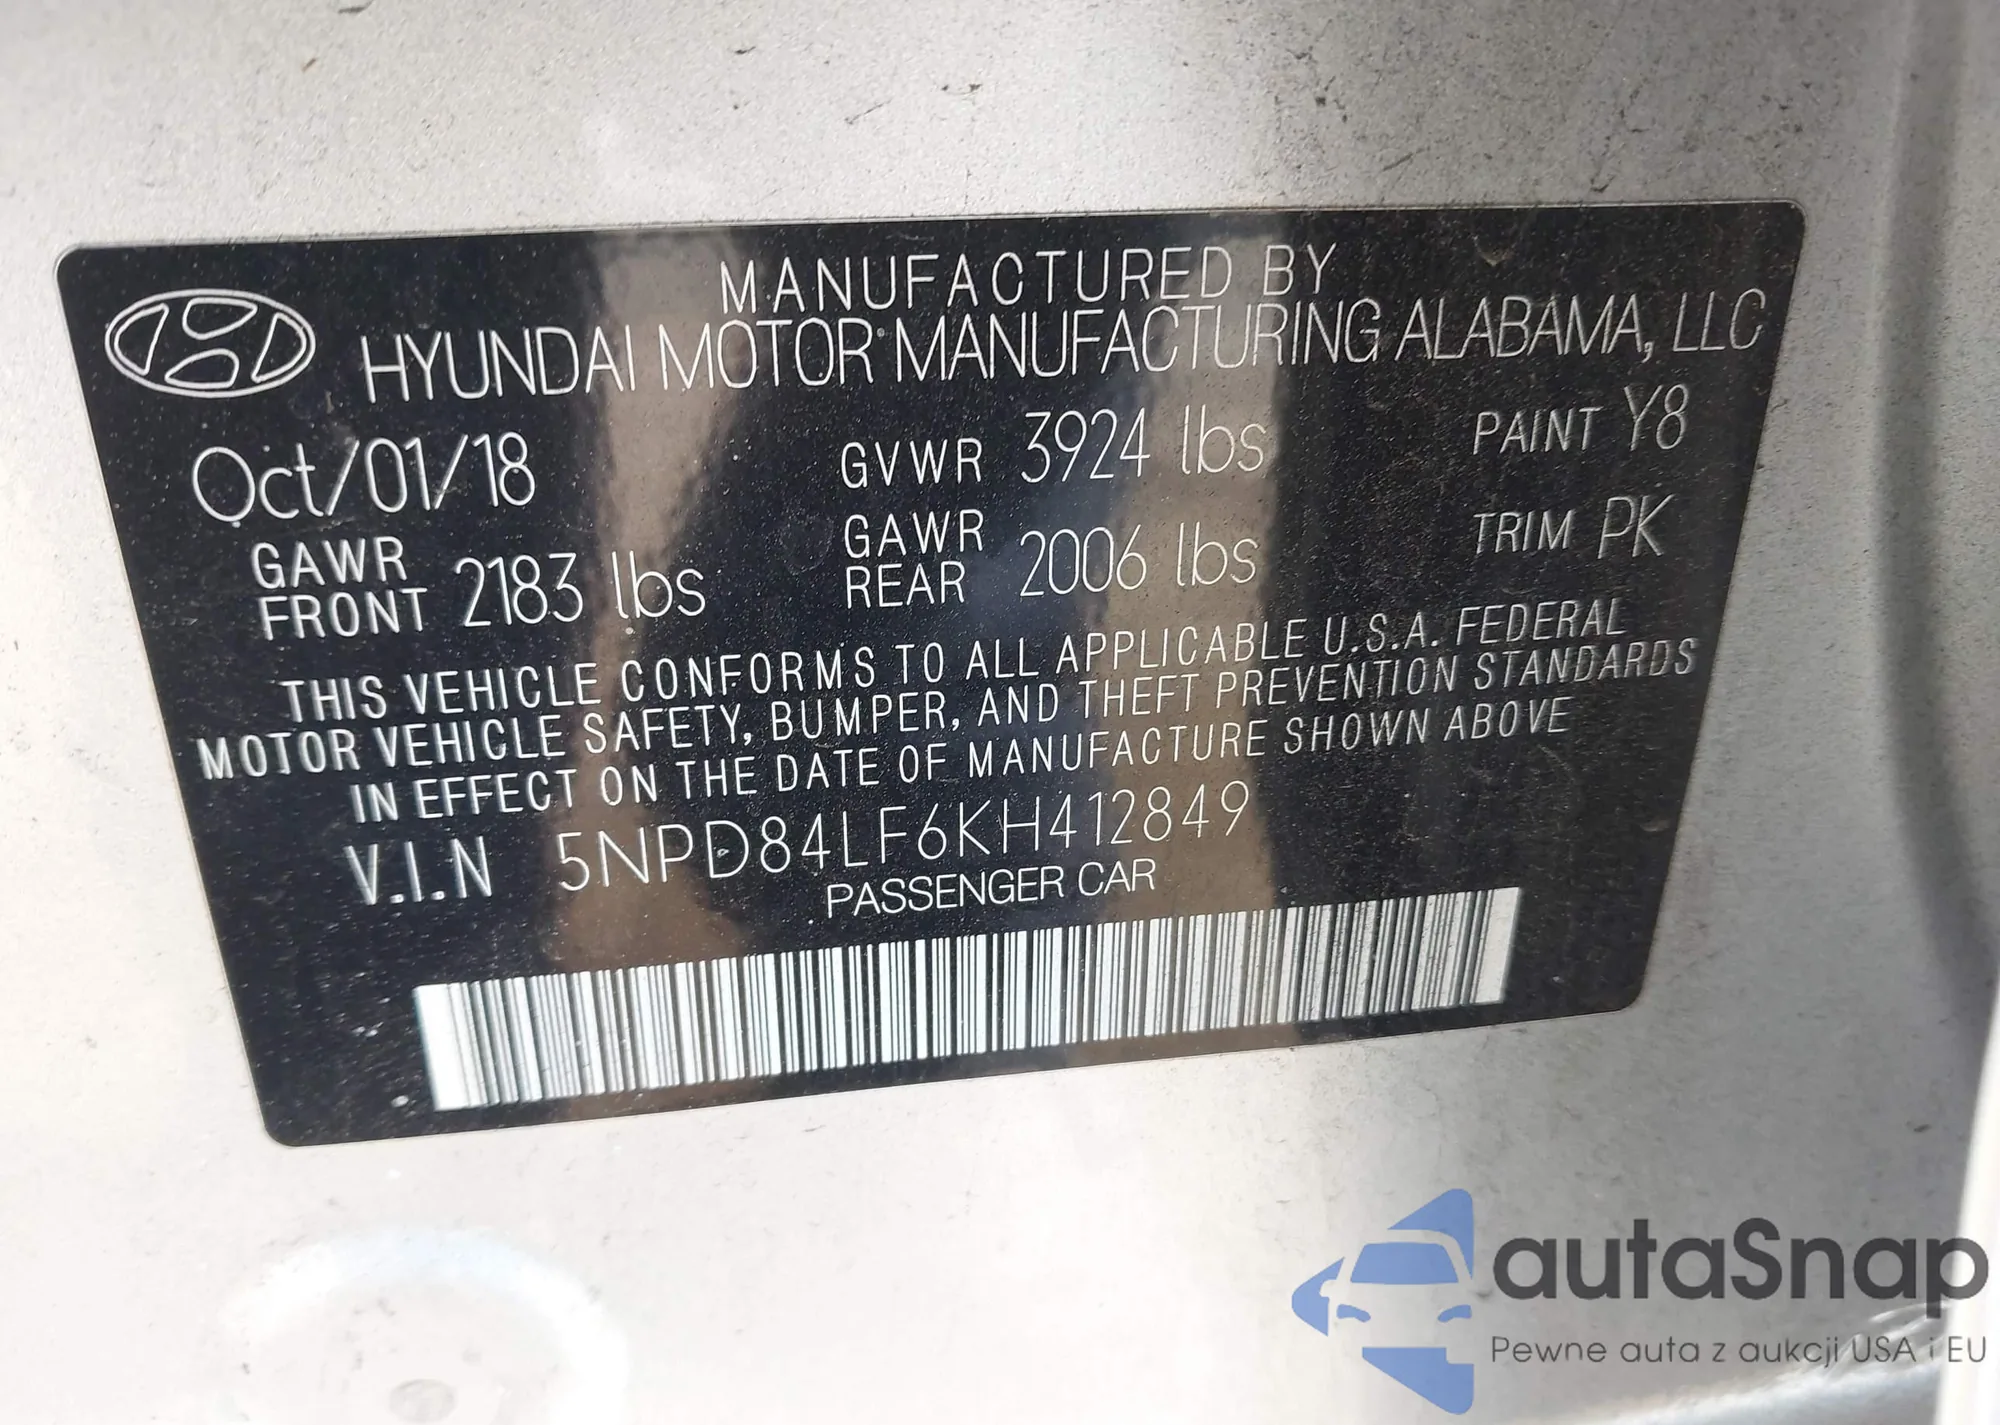 MANUFACTURED BY
HYUNDAI MOTOR MANUFACTURING ALABAMA, LLC
Oct/01/18 GVWR 3924 lbs PAINT Y8
GAWR FRONT 2183 lbs GAWR REAR 2006 lbs TRIM PK
THIS VEHICLE CONFORMS TO ALL APPLICABLE U.S.A. FEDERAL
MOTOR VEHICLE SAFETY, BUMPER, AND THEFT PREVENTION STANDARDS
IN EFFECT ON THE DATE OF MANUFACTURE SHOWN ABOVE
V.I.N 5NPD84LF6KH412849
PASSENGER CAR
autaSnap
Pewne auta z aukcji USA i EU